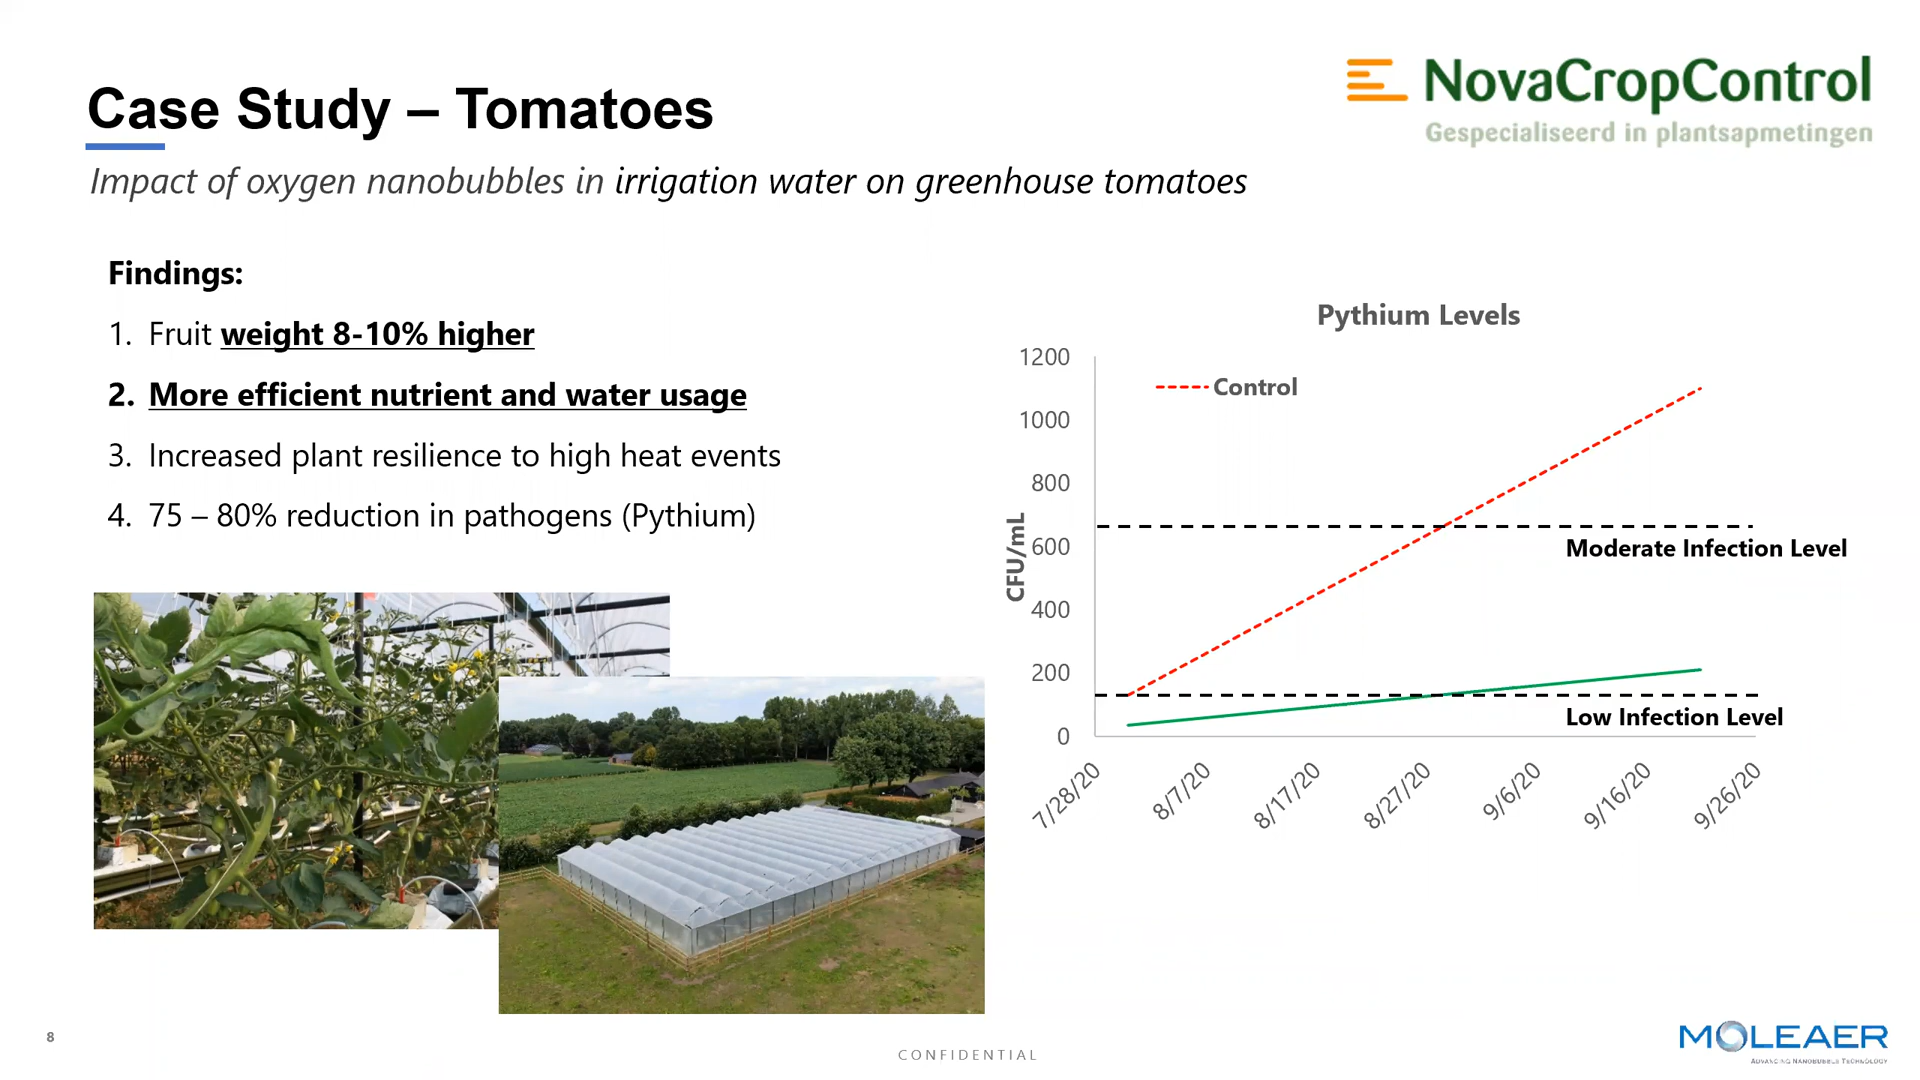 Case Study – Tomatoes
NovaCropControl
Gespecialiseerd in plantsapmetingen
Impact of oxygen nanobubbles in irrigation water on greenhouse tomatoes
Findings:
1. Fruit weight 8-10% higher
2. More efficient nutrient and water usage
3. Increased plant resilience to high heat events
4. 75 – 80% reduction in pathogens (Pythium)
Pythium Levels
CFU/mL
1200
1000
800
600
400
200
0
Control
Moderate Infection Level
Low Infection Level
7/28/20
8/7/20
8/17/20
8/27/20
9/6/20
9/16/20
9/26/20
8
CONFIDENTIAL
MOLEAER
ADVANCING NANOBUBBLE TECHNOLOGY